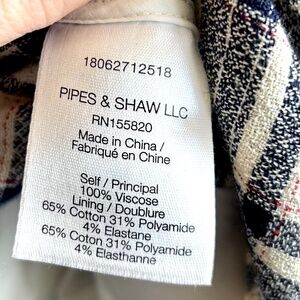 18062712518
PIPES & SHAW LLC
RN155820
Made in China /
Fabriqué en Chine
Self / Principal
100% Viscose
Lining / Doublure
65% Cotton 31% Polyamide
4% Elastane
65% Coton 31% Polyamide
4% Elasthanne